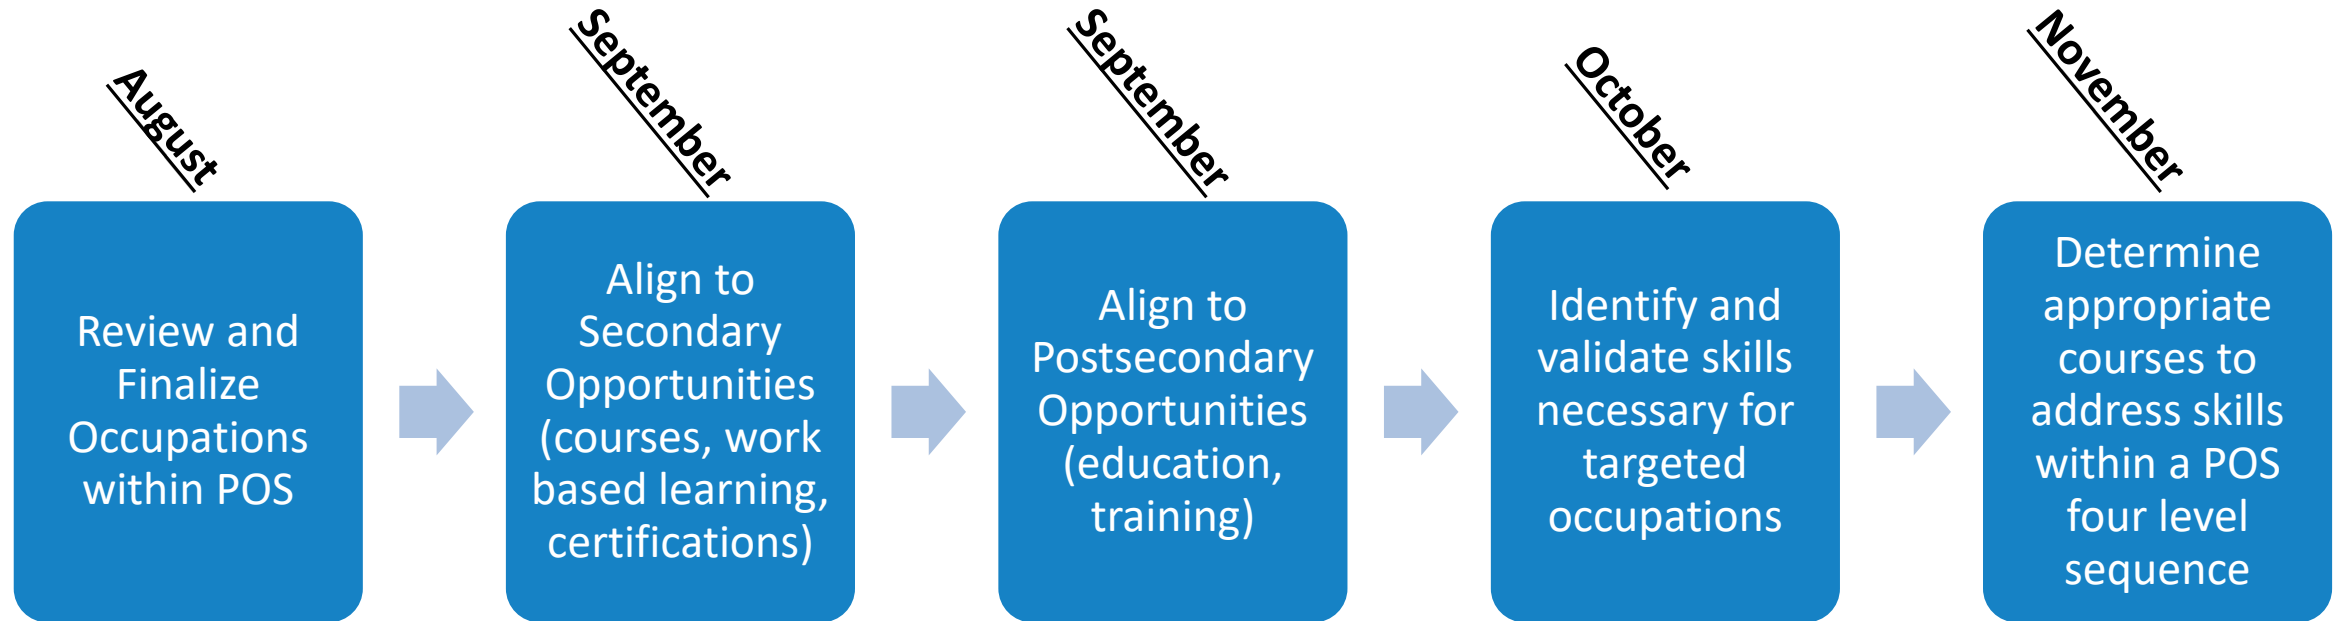 August
September
September
October
November
Review and
Finalize
Occupations
within POS
Align to
Secondary
Opportunities
(courses, work
based learning,
certifications)
Align to
Postsecondary
Opportunities
(education,
training)
Identify and
validate skills
necessary for
targeted
occupations
Determine
appropriate
courses to
address skills
within a POS
four level
sequence